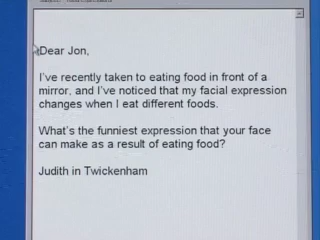 Dear Jon,
I've recently taken to eating food in front of a
mirror, and I've noticed that my facial expression
changes when I eat different foods.
What's the funniest expression that your face
can make as a result of eating food?
Judith in Twickenham